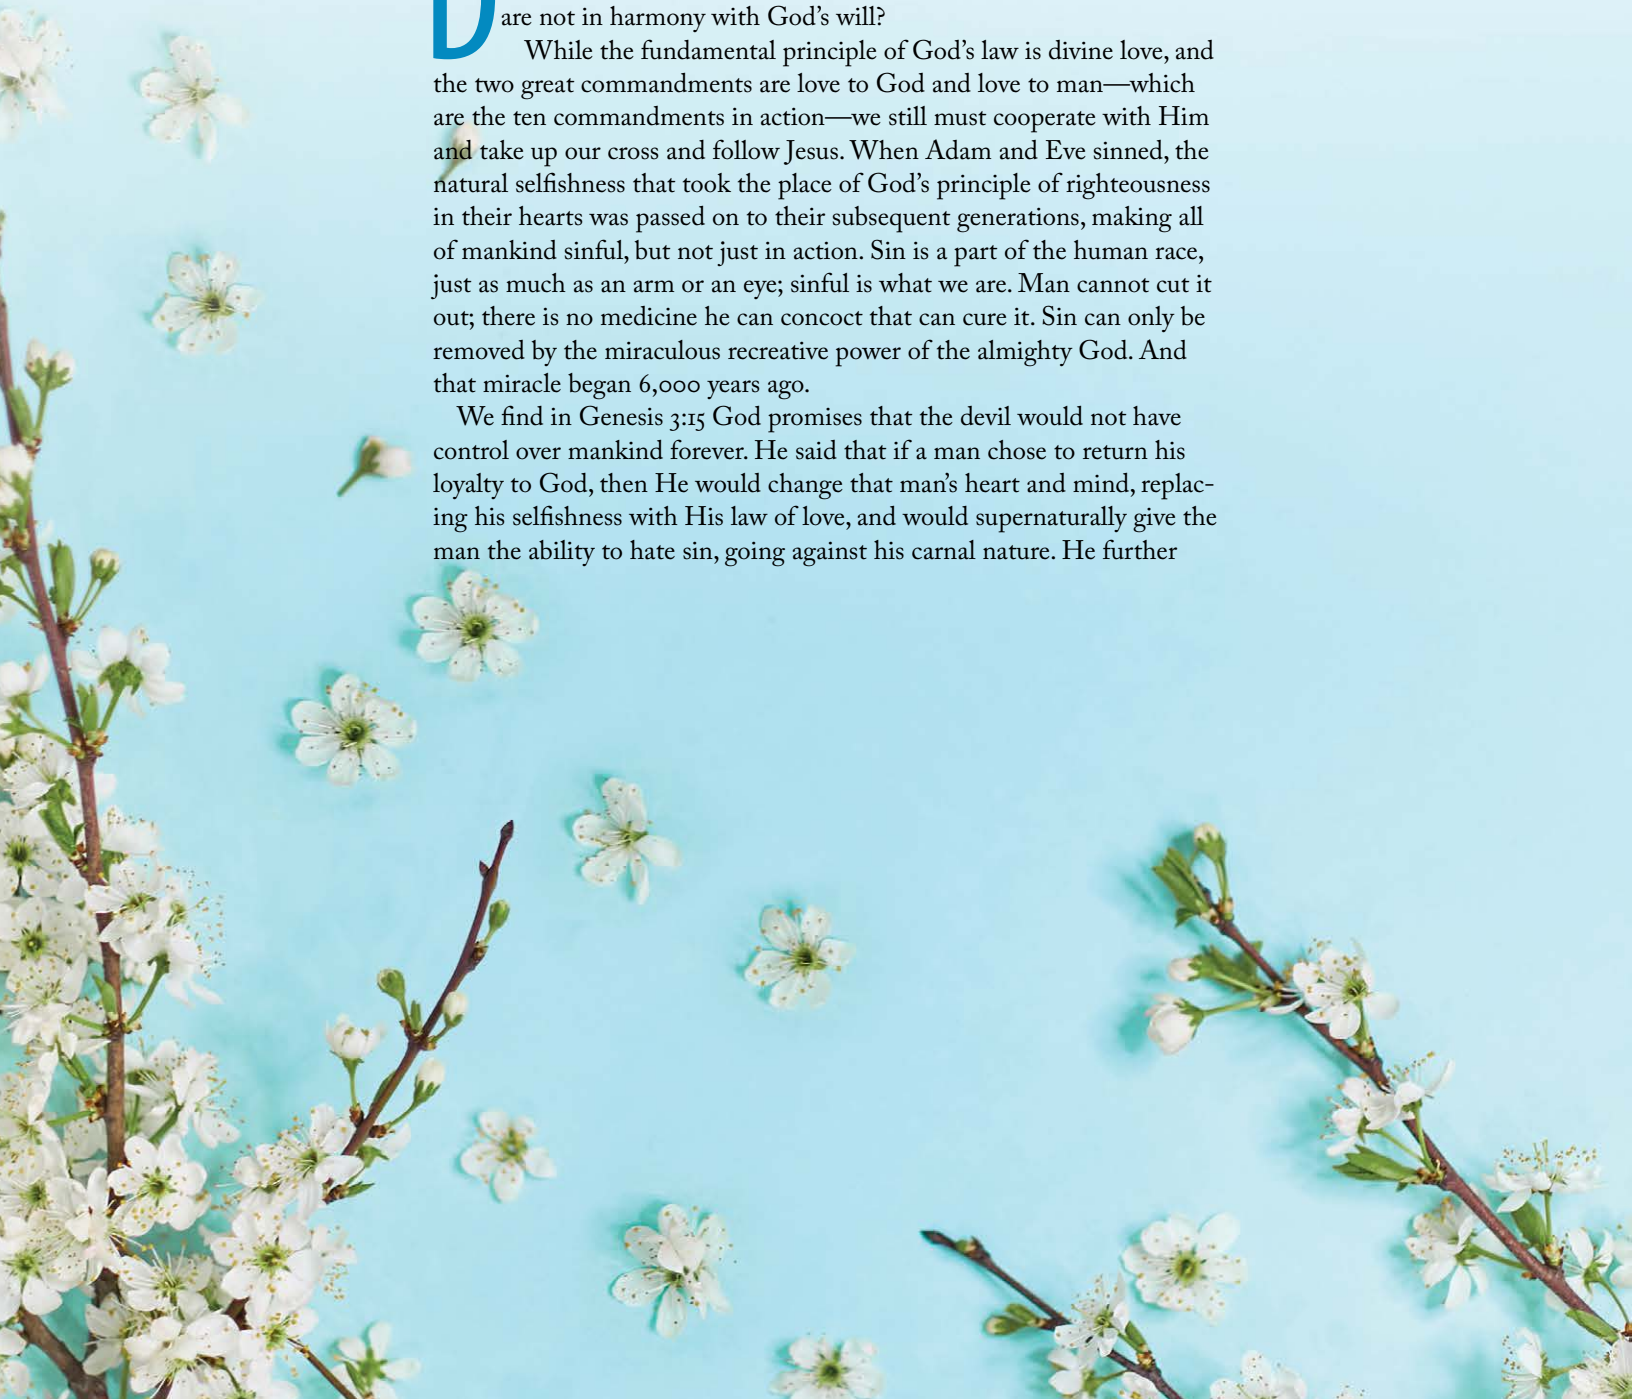 D
are not in harmony with God's will?
While the fundamental principle of God's law is divine love, and
the two great commandments are love to God and love to man—which
are the ten commandments in action—we still must cooperate with Him
and take up our cross and follow Jesus. When Adam and Eve sinned, the
natural selfishness that took the place of God's principle of righteousness
in their hearts was passed on to their subsequent generations, making all
of mankind sinful, but not just in action. Sin is a part of the human race,
just as much as an arm or an eye; sinful is what we are. Man cannot cut it
out; there is no medicine he can concoct that can cure it. Sin can only be
removed by the miraculous recreative power of the almighty God. And
that miracle began 6,000 years ago.
We find in Genesis 3:15 God promises that the devil would not have
control over mankind forever. He said that if a man chose to return his
loyalty to God, then He would change that man's heart and mind, replac-
ing his selfishness with His law of love, and would supernaturally give the
man the ability to hate sin, going against his carnal nature. He further